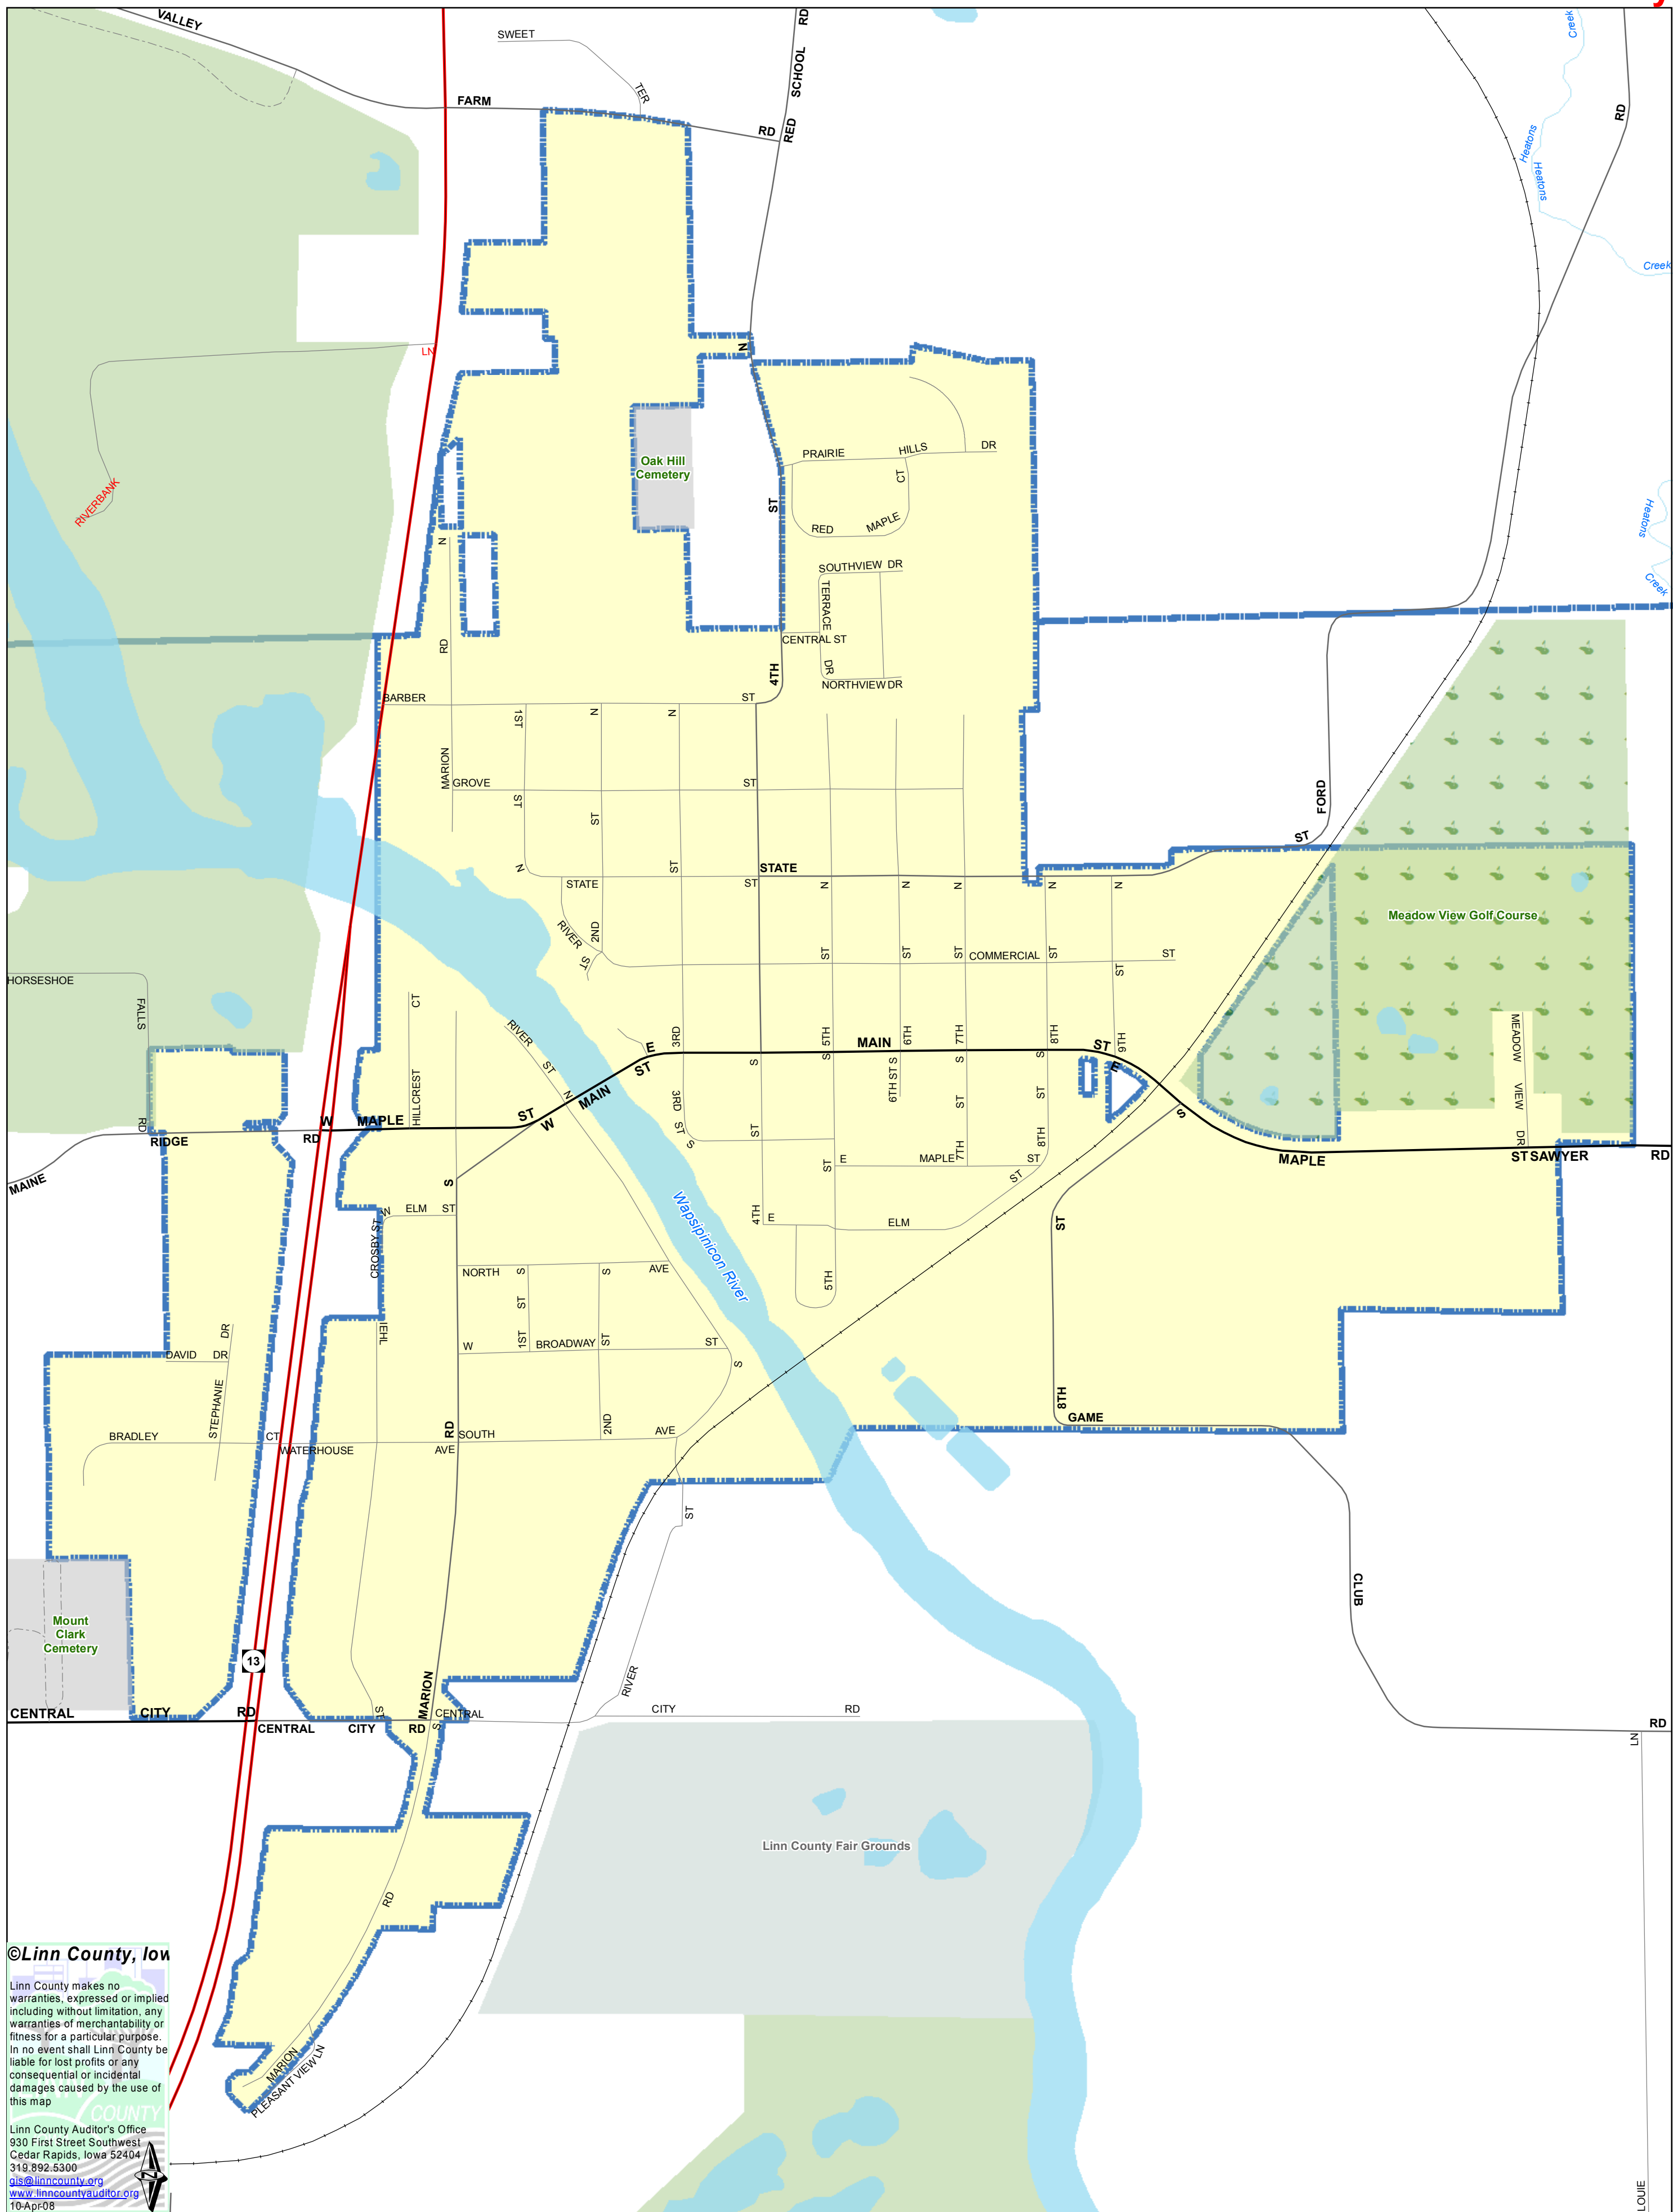 VALLEY
SWEET
TER
FARM
RD
RED
SCHOOL
RD
Creek
RD
Heatons
Heatons
Creek
LN
RIVERBANK
N
Oak Hill
Cemetery
PRAIRIE
HILLS
DR
CT
RED
MAPLE
ST
N
SOUTHVIEW DR
TERRACE
CENTRAL ST
DR
NORTHVIEW DR
4TH
RD
Heatons
Creek
BARBER
ST
1ST
N
N
MARION
GROVE
ST
ST
ST
FORD
ST
N
STATE
ST
ST
STATE
N
N
N
N
N
Meadow View Golf Course
RIVER
ST
2ND
ST
ST
ST
COMMERCIAL
ST
ST
ST
HORSESHOE
FALLS
RD
CT
HILLCREST
RIVER
ST
N
E
ST
MAIN
3RD
MAIN
5TH
6TH
7TH
8TH
9TH
ST
E
S
S
S
S
6TH ST S
MEADOW
VIEW
DR
W
MAPLE
ST
W
3RD
ST
S
ST
ST
ST
8TH
RIDGE
RD
MAINE
E
MAPLE
7TH
ST
ST
S
MAPLE
ST SAWYER
RD
S
W
ELM
ST
CROSBY ST
Wapsipinicon River
4TH
E
ELM
ST
ST
NORTH
S
S
AVE
5TH
IEHL
ST
1ST
ST
W
BROADWAY
ST
S
DR
DAVID
DR
STEPHANIE
8TH
GAME
BRADLEY
CT
WATERHOUSE
RD
AVE
SOUTH
2ND
AVE
ST
CLUB
Mount
Clark
Cemetery
13
MARION
RIVER
CENTRAL
CITY
RD
CENTRAL
CITY
RD
ST
S
CENTRAL
CITY
RD
RD
LN
Linn County Fair Grounds
RD
MARION
PLEASANT VIEW LN
©Linn County, Iow
Linn County makes no
warranties, expressed or implied
including without limitation, any
warranties of merchantability or
fitness for a particular purpose.
In no event shall Linn County be
liable for lost profits or any
consequential or incidental
damages caused by the use of
this map
COUNTY
Linn County Auditor's Office
930 First Street Southwest
Cedar Rapids, Iowa 52404
319.892.5300
gis@linncounty.org
www.linncountyauditor.org
10-Apr-08
N
LOUIE